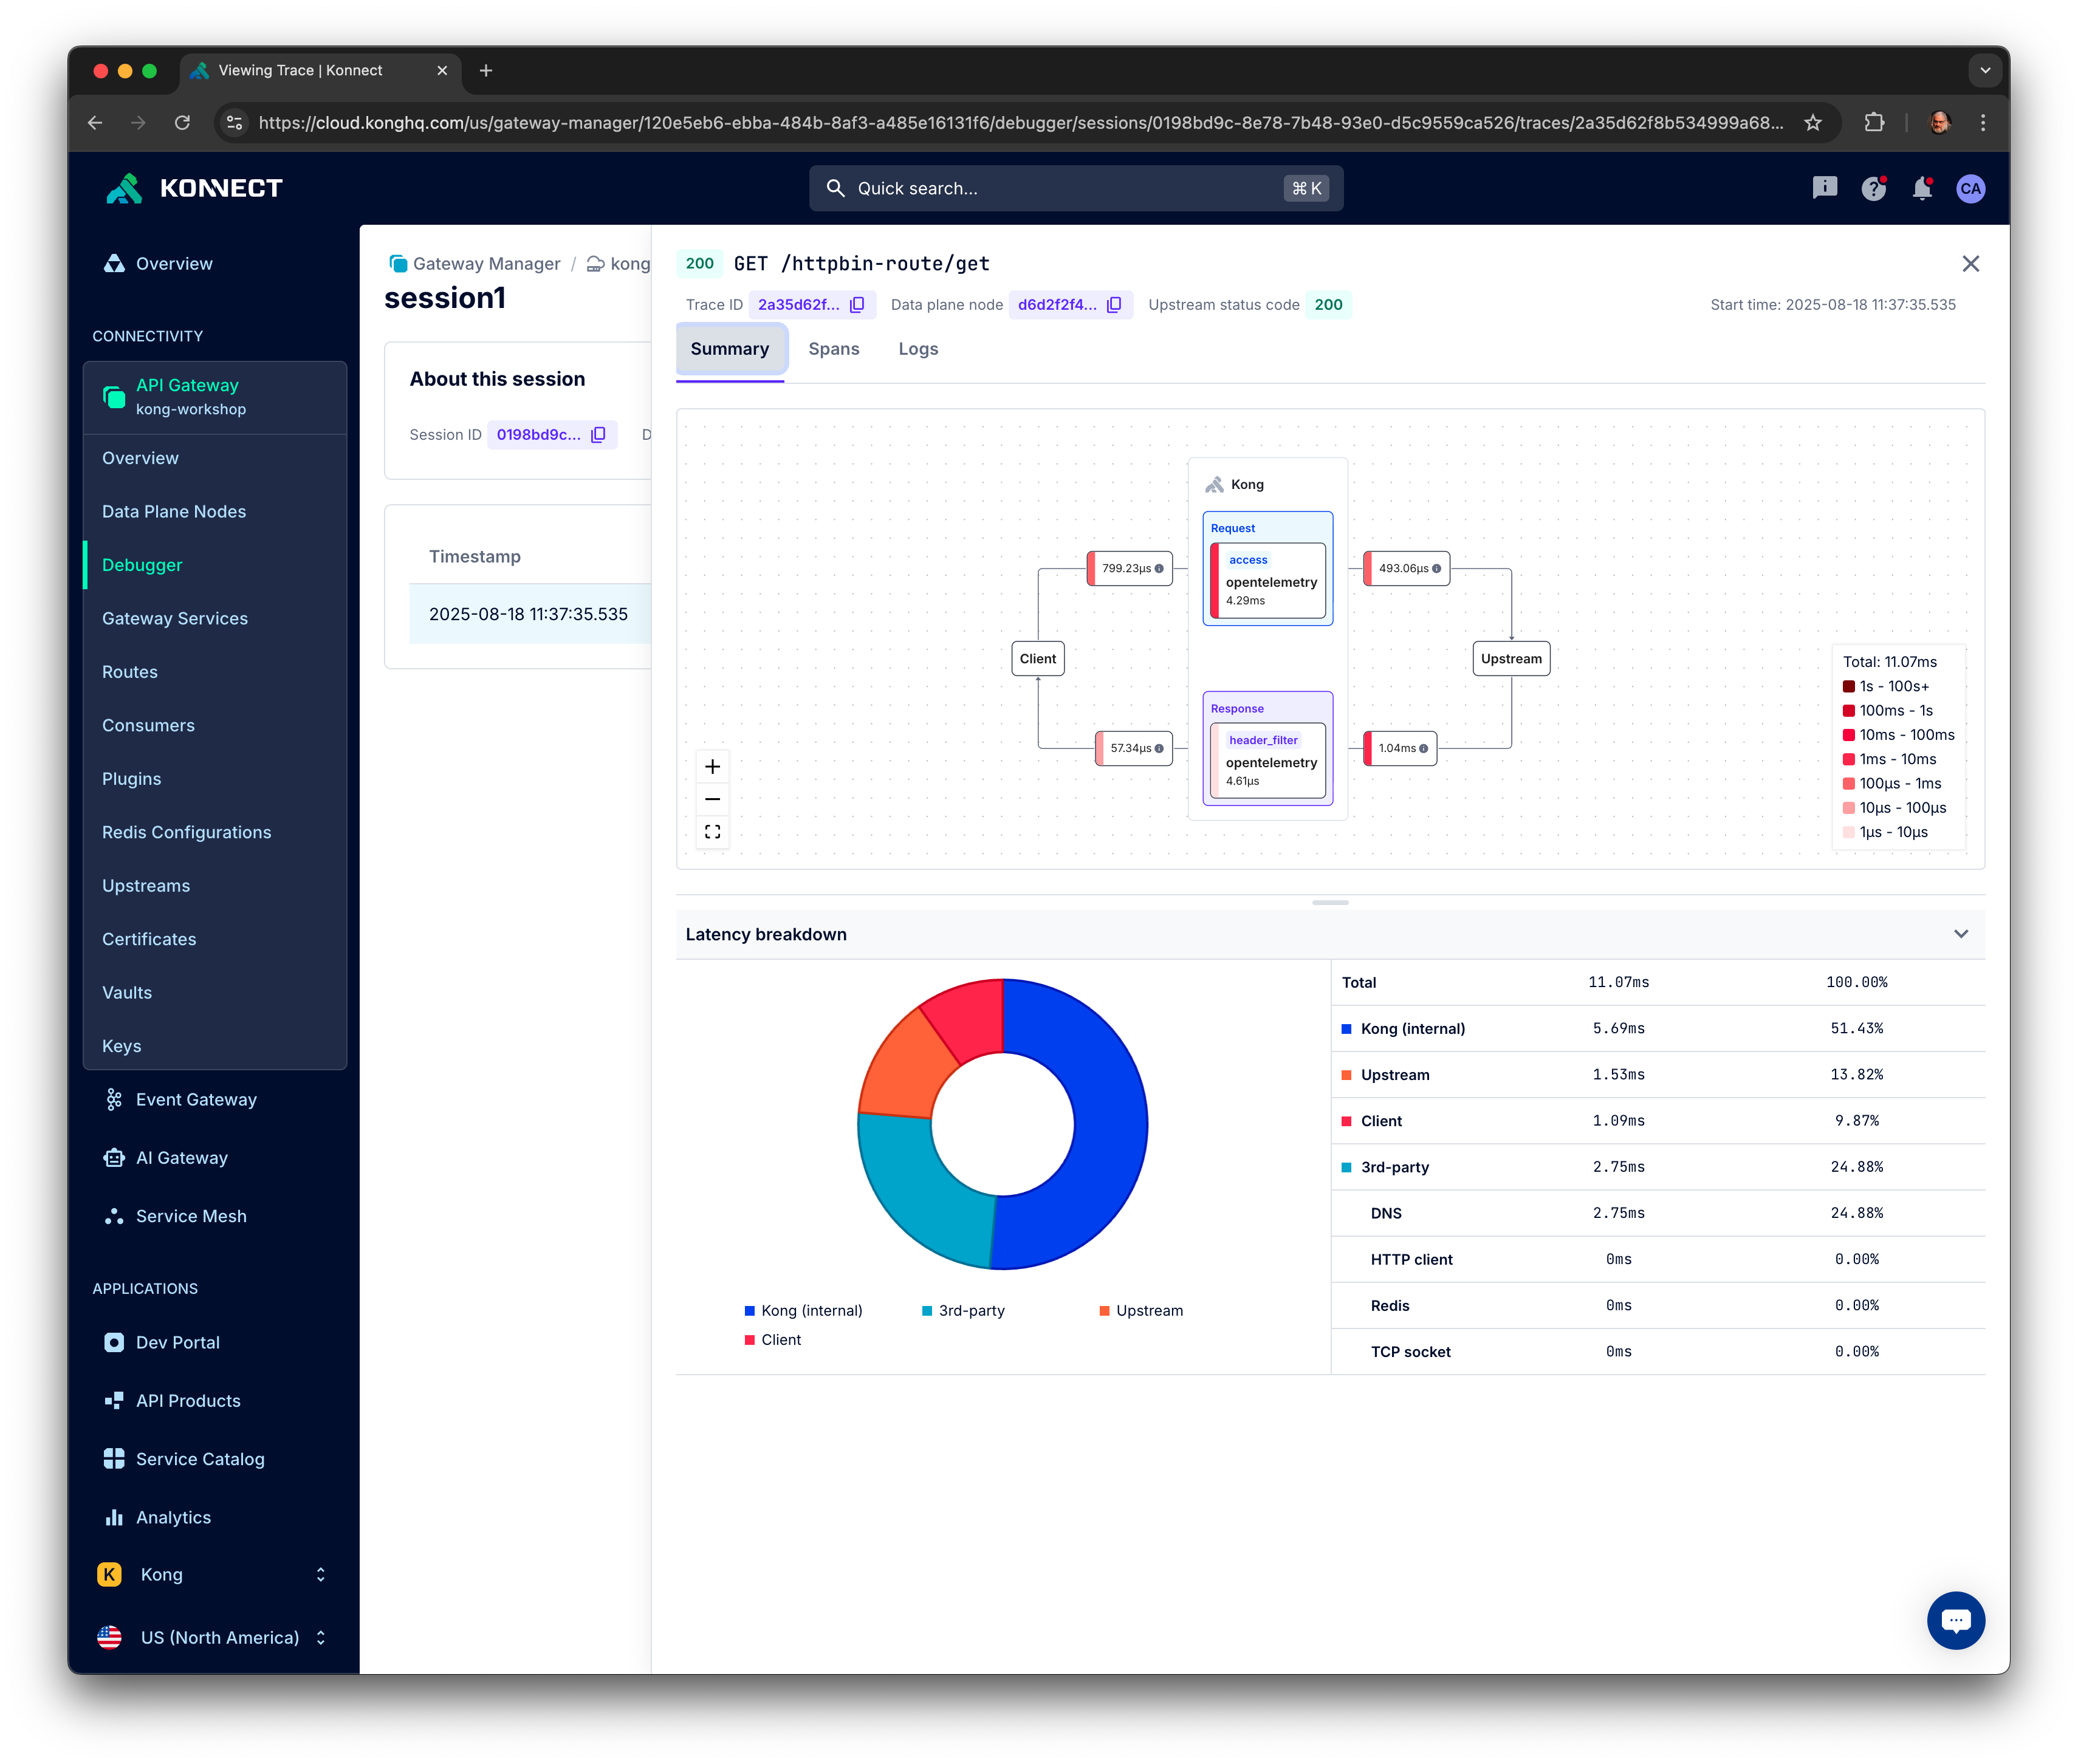 Viewing Trace | Konnect
https://cloud.konghq.com/us/gateway-manager/120e5eb6-ebba-484b-8af3-a485e16131f6/debugger/sessions/0198bd9c-8e78-7b48-93e0-d5c9559ca526/traces/2a35d62f8b534999a68...
KONNECT
Quick search...
⌘ K
CA
Overview
CONNECTIVITY
API Gateway
kong-workshop
Overview
Data Plane Nodes
Debugger
Gateway Services
Routes
Consumers
Plugins
Redis Configurations
Upstreams
Certificates
Vaults
Keys
Event Gateway
AI Gateway
Service Mesh
APPLICATIONS
Dev Portal
API Products
Service Catalog
Analytics
K Kong
US (North America)
Gateway Manager / kong
session1
About this session
Session ID 0198bd9c... D
Timestamp
2025-08-18 11:37:35.535
200 GET /httpbin-route/get
Trace ID 2a35d62f... Data plane node d6d2f2f4... Upstream status code 200 Start time: 2025-08-18 11:37:35.535
Summary Spans Logs
Kong
Request
access
opentelemetry
4.29ms
799.23µs
493.06µs
Client
Upstream
Response
header_filter
opentelemetry
4.61µs
57.34µs
1.04ms
Total: 11.07ms
1s - 100s+
100ms - 1s
10ms - 100ms
1ms - 10ms
100µs - 1ms
10µs - 100µs
1µs - 10µs
Latency breakdown
Kong (internal) 3rd-party Upstream
Client
Total 11.07ms 100.00%
Kong (internal) 5.69ms 51.43%
Upstream 1.53ms 13.82%
Client 1.09ms 9.87%
3rd-party 2.75ms 24.88%
DNS 2.75ms 24.88%
HTTP client 0ms 0.00%
Redis 0ms 0.00%
TCP socket 0ms 0.00%